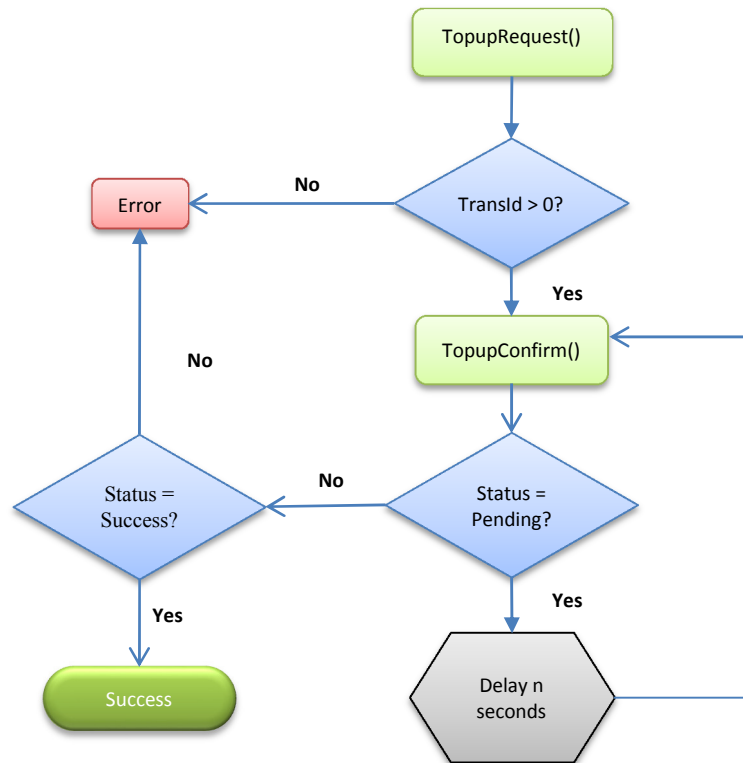 TopupRequest()
No
Error
TransId > 0?
Yes
TopupConfirm()
No
No
Status =
Success?
Status =
Pending?
Yes
Yes
Success
Delay n
seconds